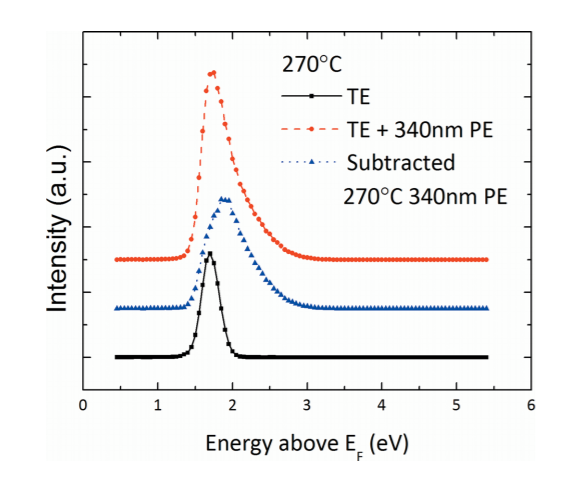 270°C
TE
TE + 340nm PE
Subtracted
270°C 340nm PE
Intensity (a.u.)
0 1 2 3 4 5 6
Energy above E_F (eV)